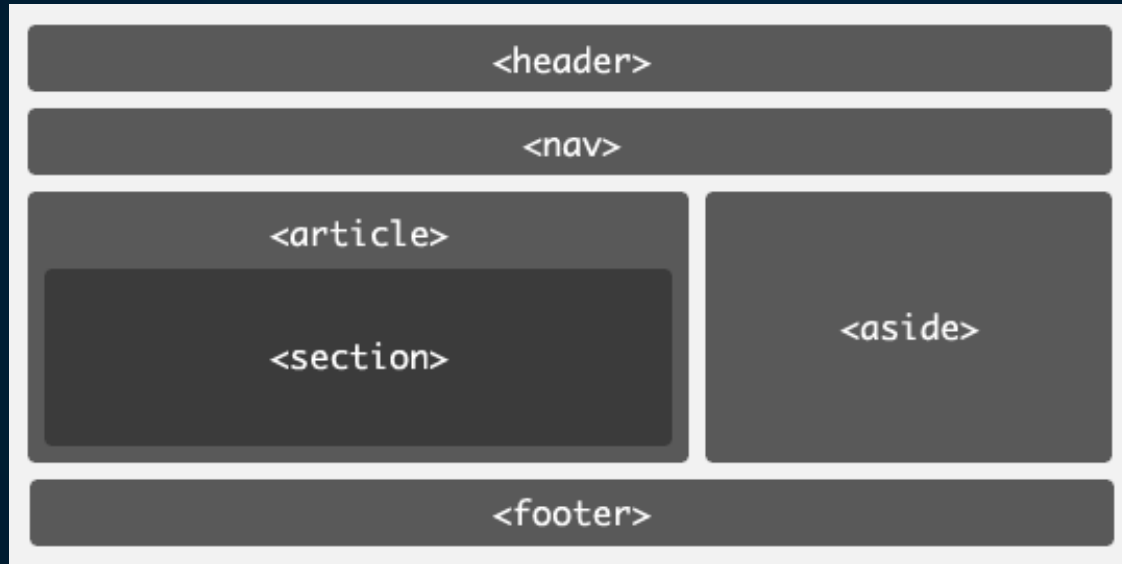 <header>
<nav>
<article>
<section>
<aside>
<footer>